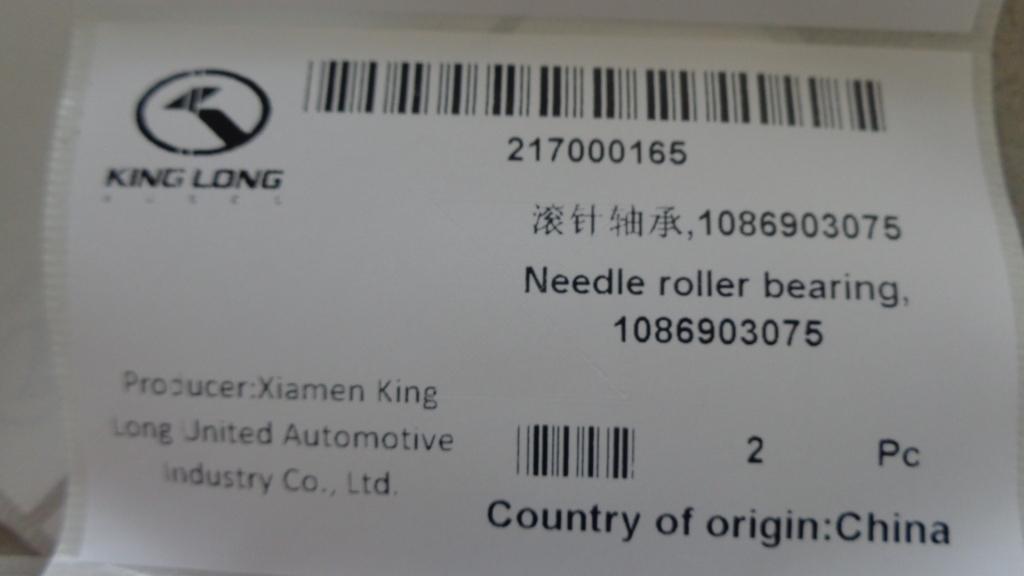 KING LONG
217000165
滚针轴承,1086903075
Needle roller bearing,
1086903075
Producer:Xiamen King
Long United Automotive
Industry Co., Ltd.
2 Pc
Country of origin:China